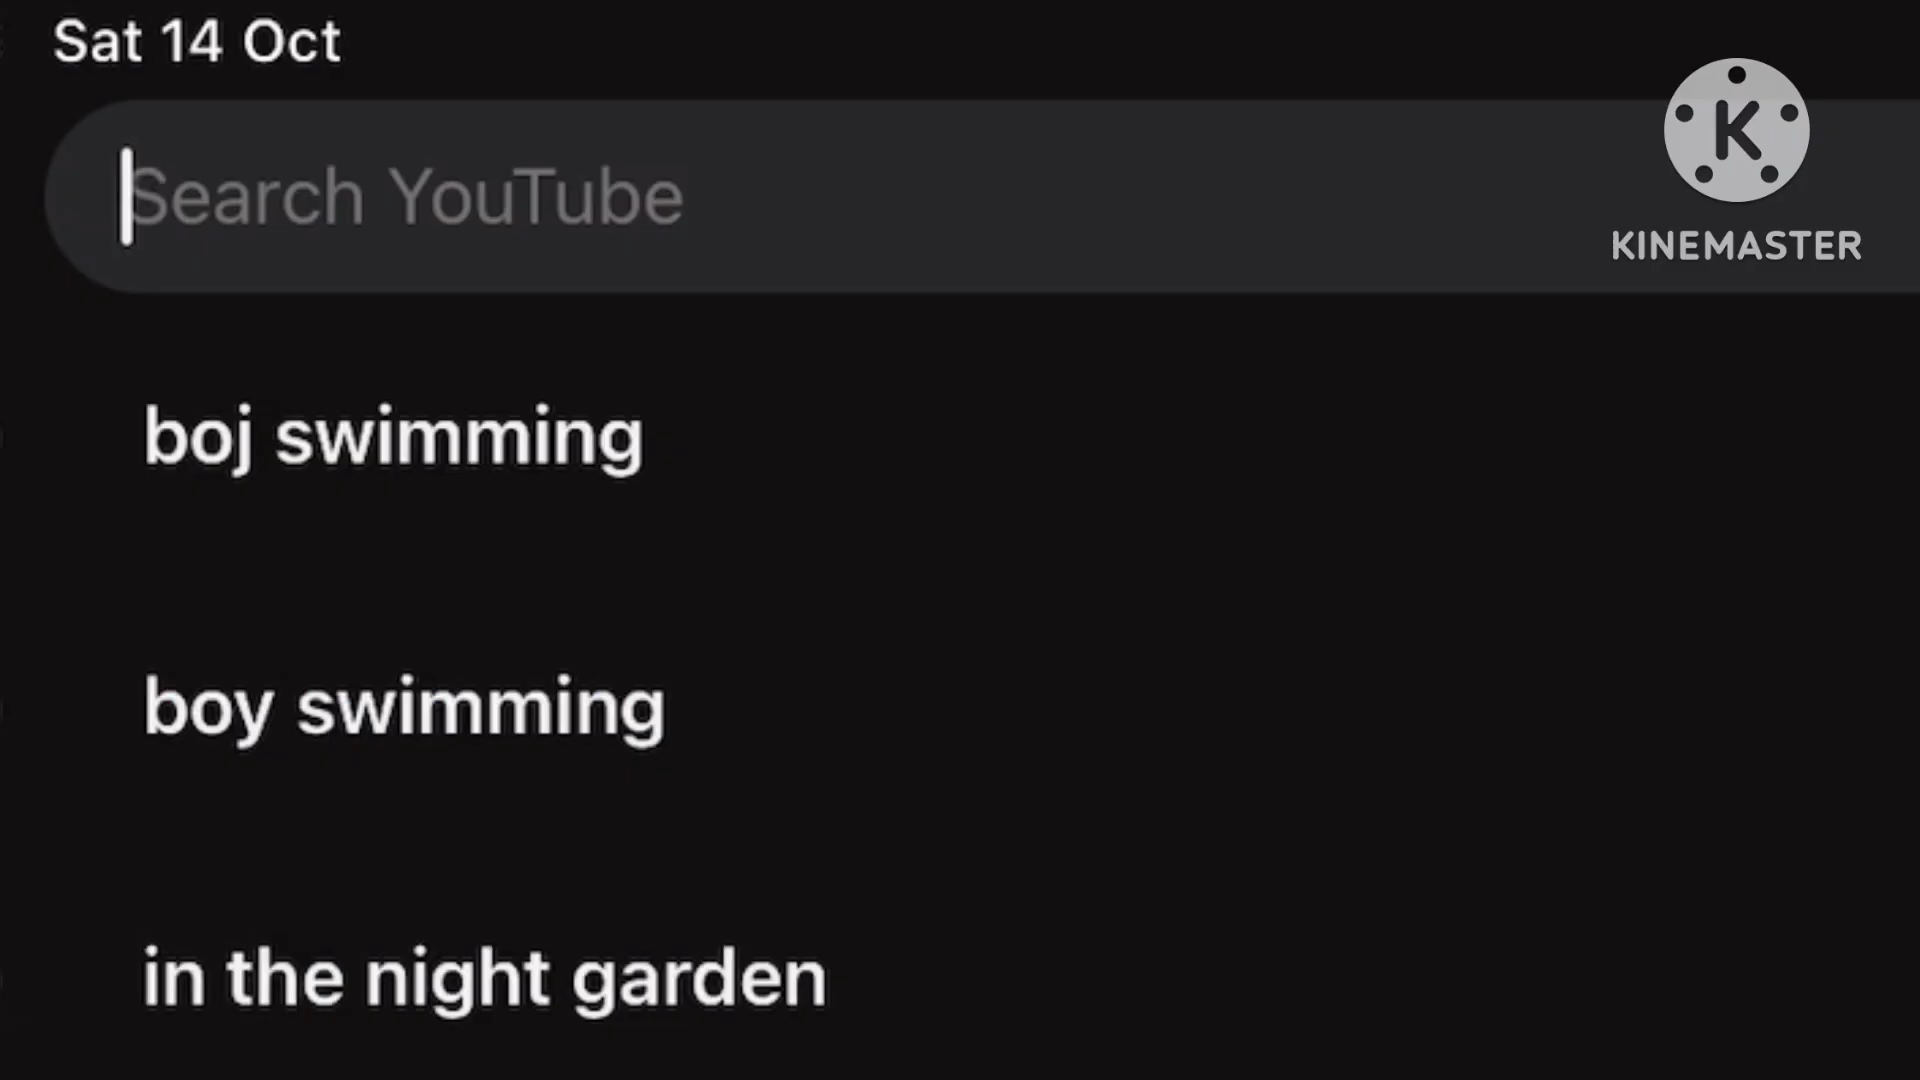 Sat 14 Oct
Search YouTube
K
KINEMASTER
boj swimming
boy swimming
in the night garden